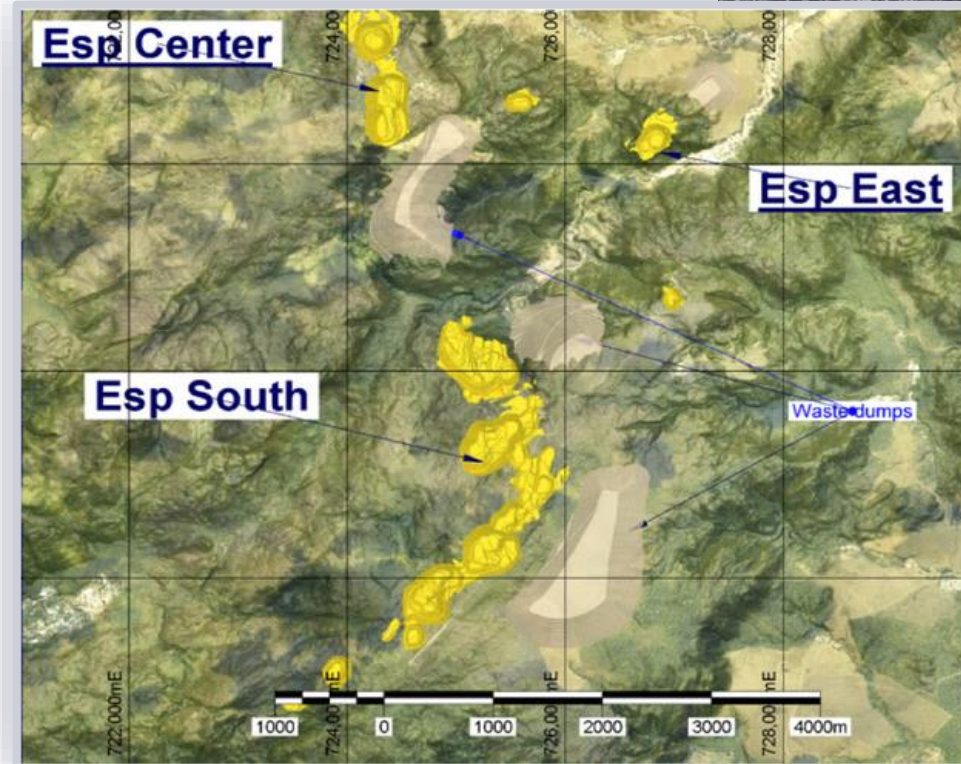 724,00
726,00
728,00
Esp Center
Esp East
Esp South
Waste dumps
722,000mE
1000
0
1000
2000
3000
4000m